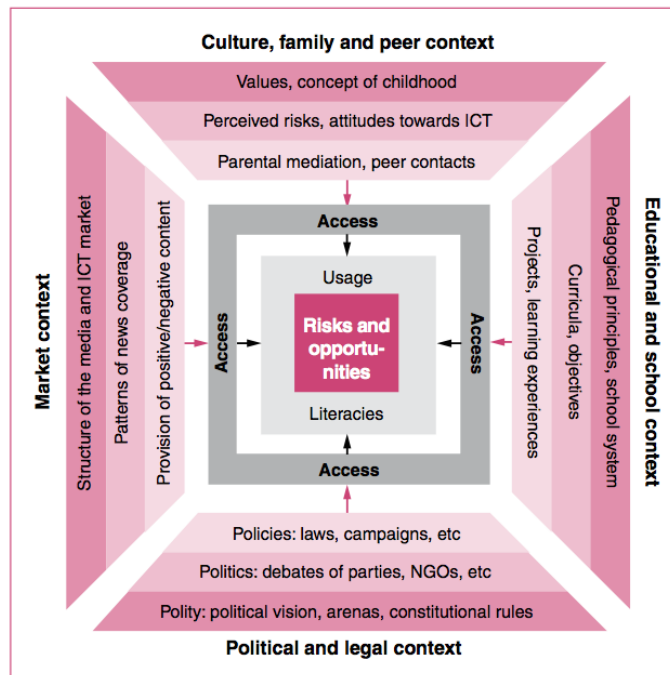 Culture, family and peer context
Values, concept of childhood
Perceived risks, attitudes towards ICT
Parental mediation, peer contacts
Market context
Structure of the media and ICT market
Patterns of news coverage
Provision of positive/negative content
Access
Access
Usage
Risks and
opportu-
nities
Literacies
Access
Access
Projects, learning experiences
Curricula, objectives
Pedagogical principles, school system
Educational and school context
Policies: laws, campaigns, etc
Politics: debates of parties, NGOs, etc
Polity: political vision, arenas, constitutional rules
Political and legal context